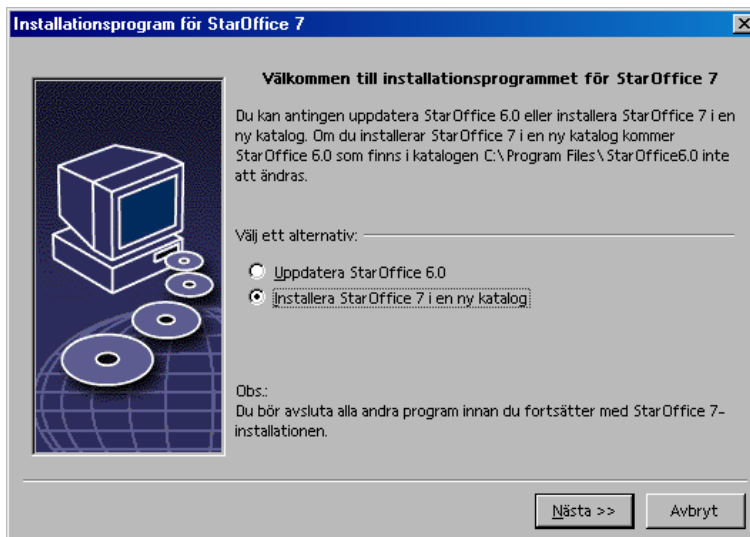 Installationsprogram för StarOffice 7
Välkommen till installationsprogrammet för StarOffice 7
Du kan antingen uppdatera StarOffice 6.0 eller installera StarOffice 7 i en
ny katalog. Om du installerar StarOffice 7 i en ny katalog kommer
StarOffice 6.0 som finns i katalogen C:\Program Files\StarOffice6.0 inte
att ändras.
Välj ett alternativ:
Uppdatera StarOffice 6.0
Installera StarOffice 7 i en ny katalog
Obs.:
Du bör avsluta alla andra program innan du fortsätter med StarOffice 7-
installationen.
Nästa >>
Avbryt